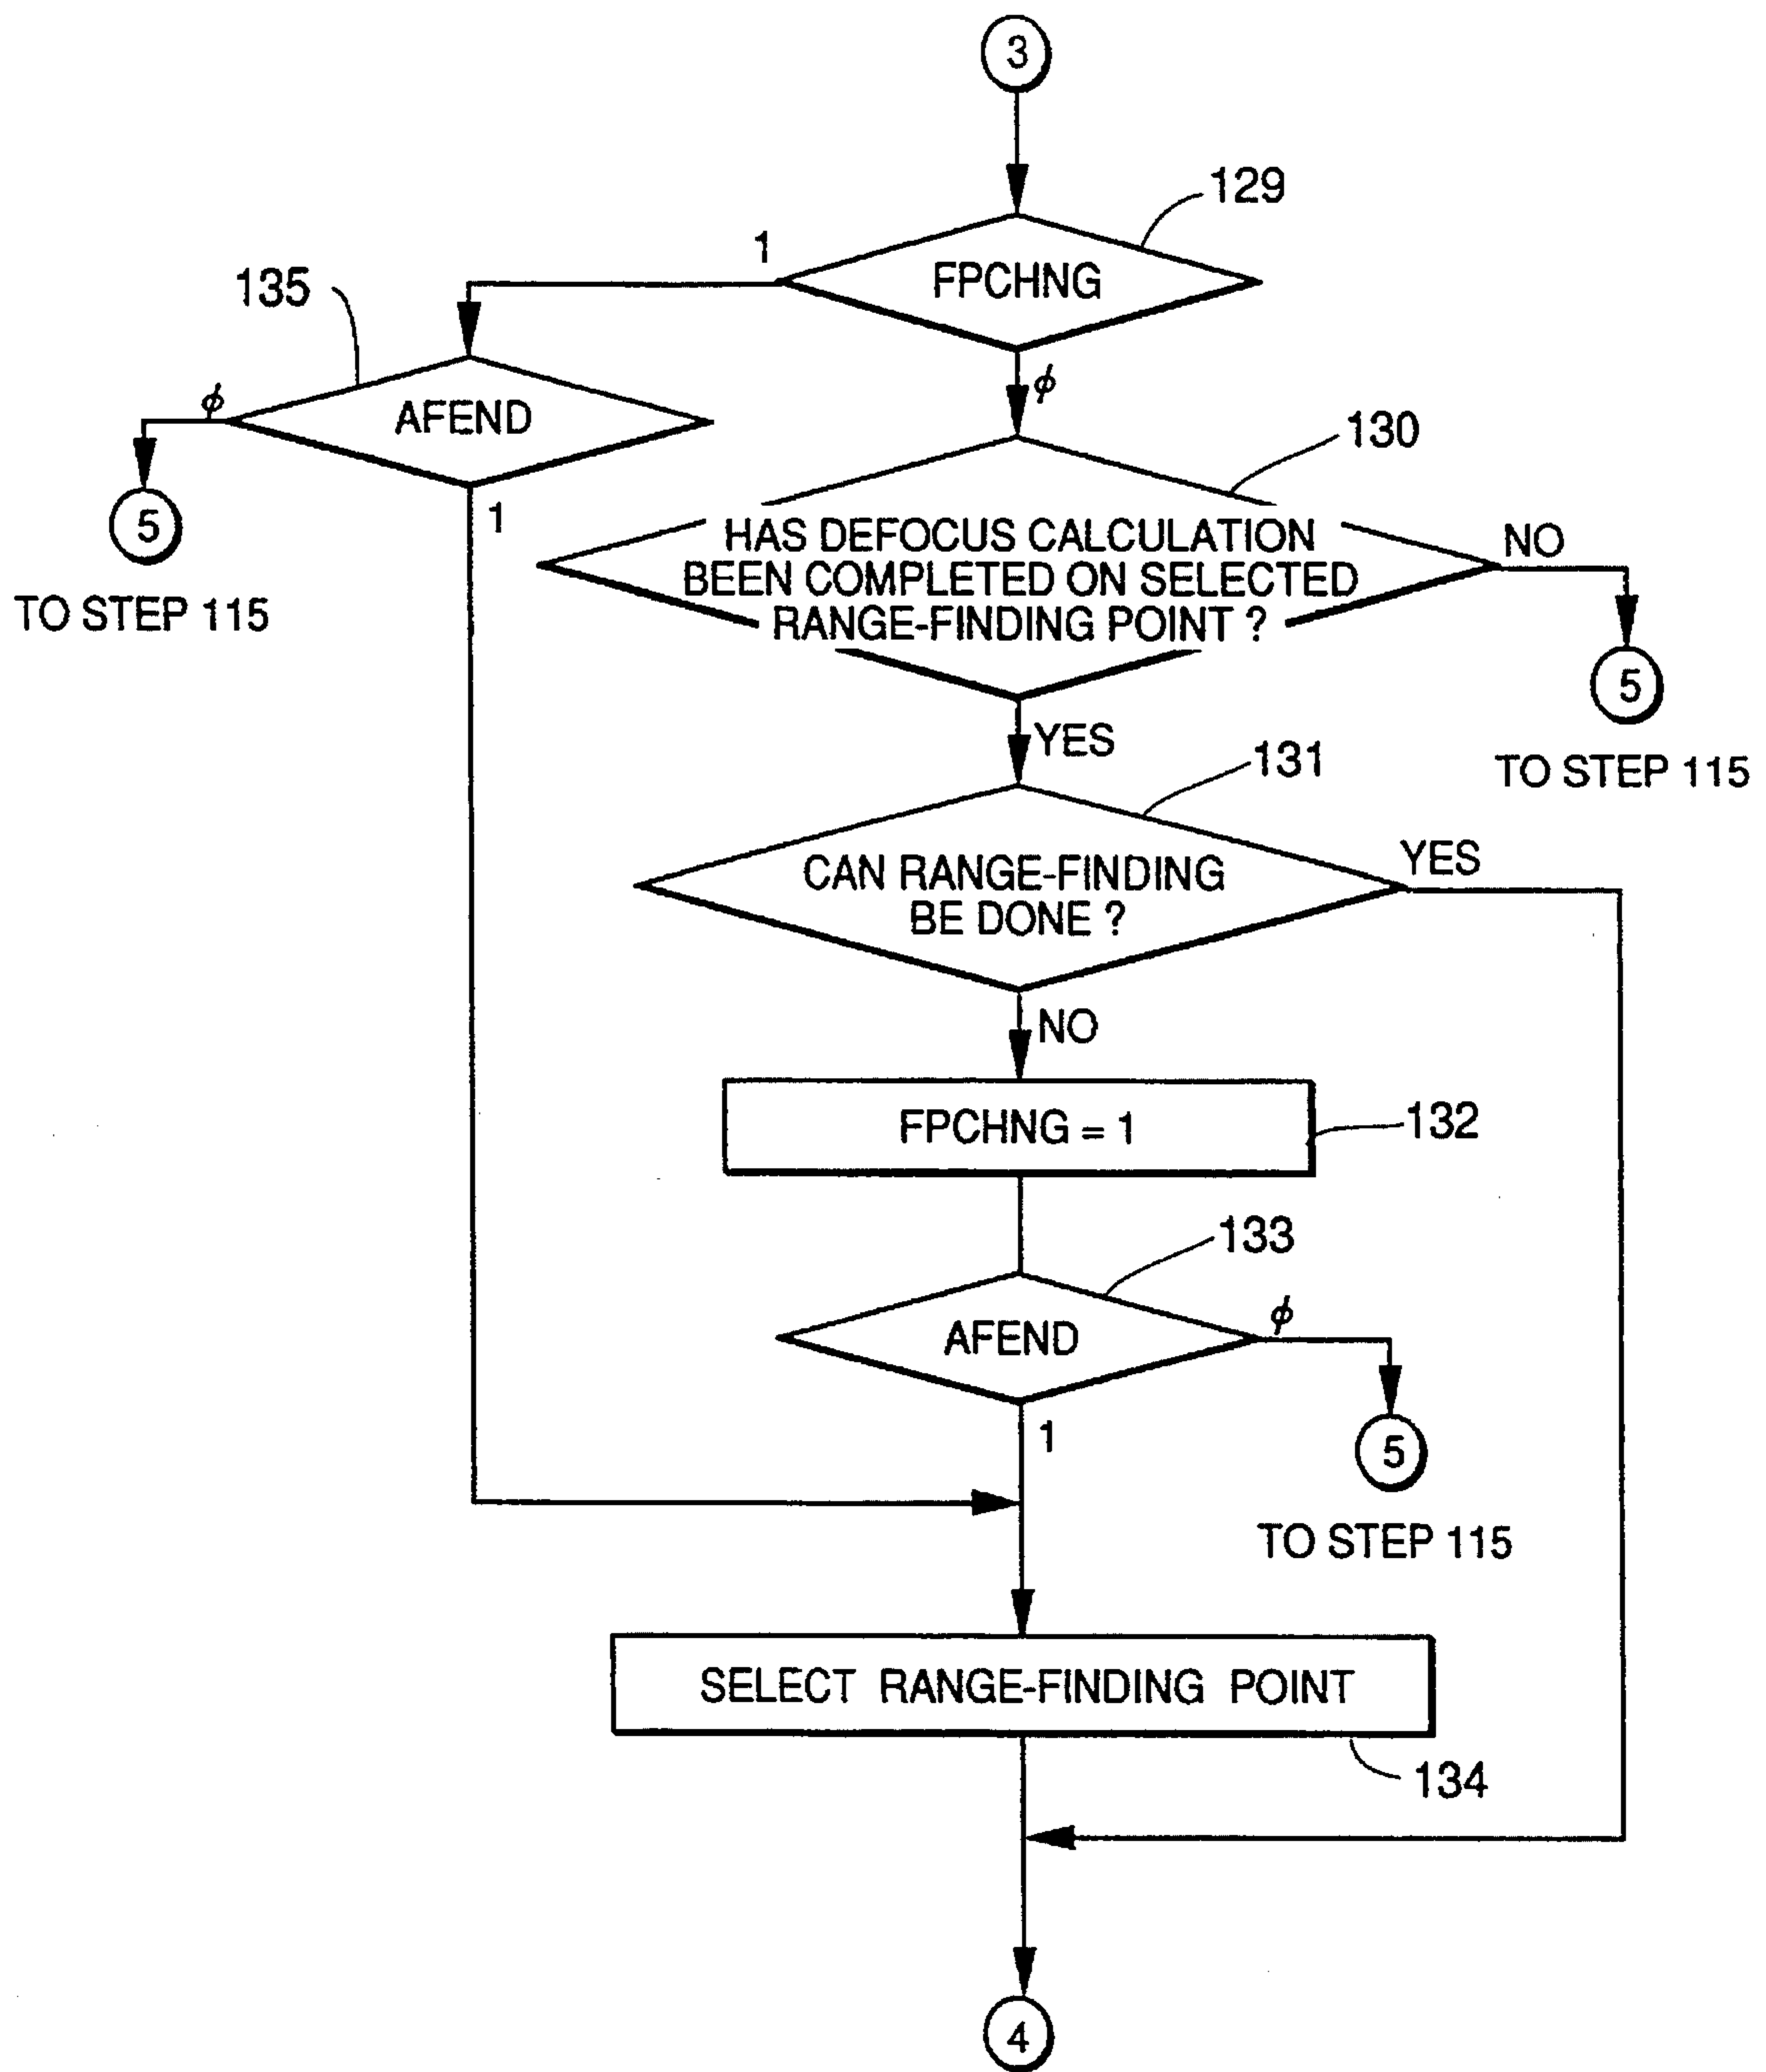 3
129
1
FPCHNG
135
ϕ
ϕ
AFEND
130
1
5
HAS DEFOCUS CALCULATION
BEEN COMPLETED ON SELECTED
RANGE-FINDING POINT ?
NO
TO STEP 115
5
YES
131
TO STEP 115
CAN RANGE-FINDING
BE DONE ?
YES
NO
FPCHNG = 1
132
133
AFEND
ϕ
1
5
TO STEP 115
SELECT RANGE-FINDING POINT
134
4